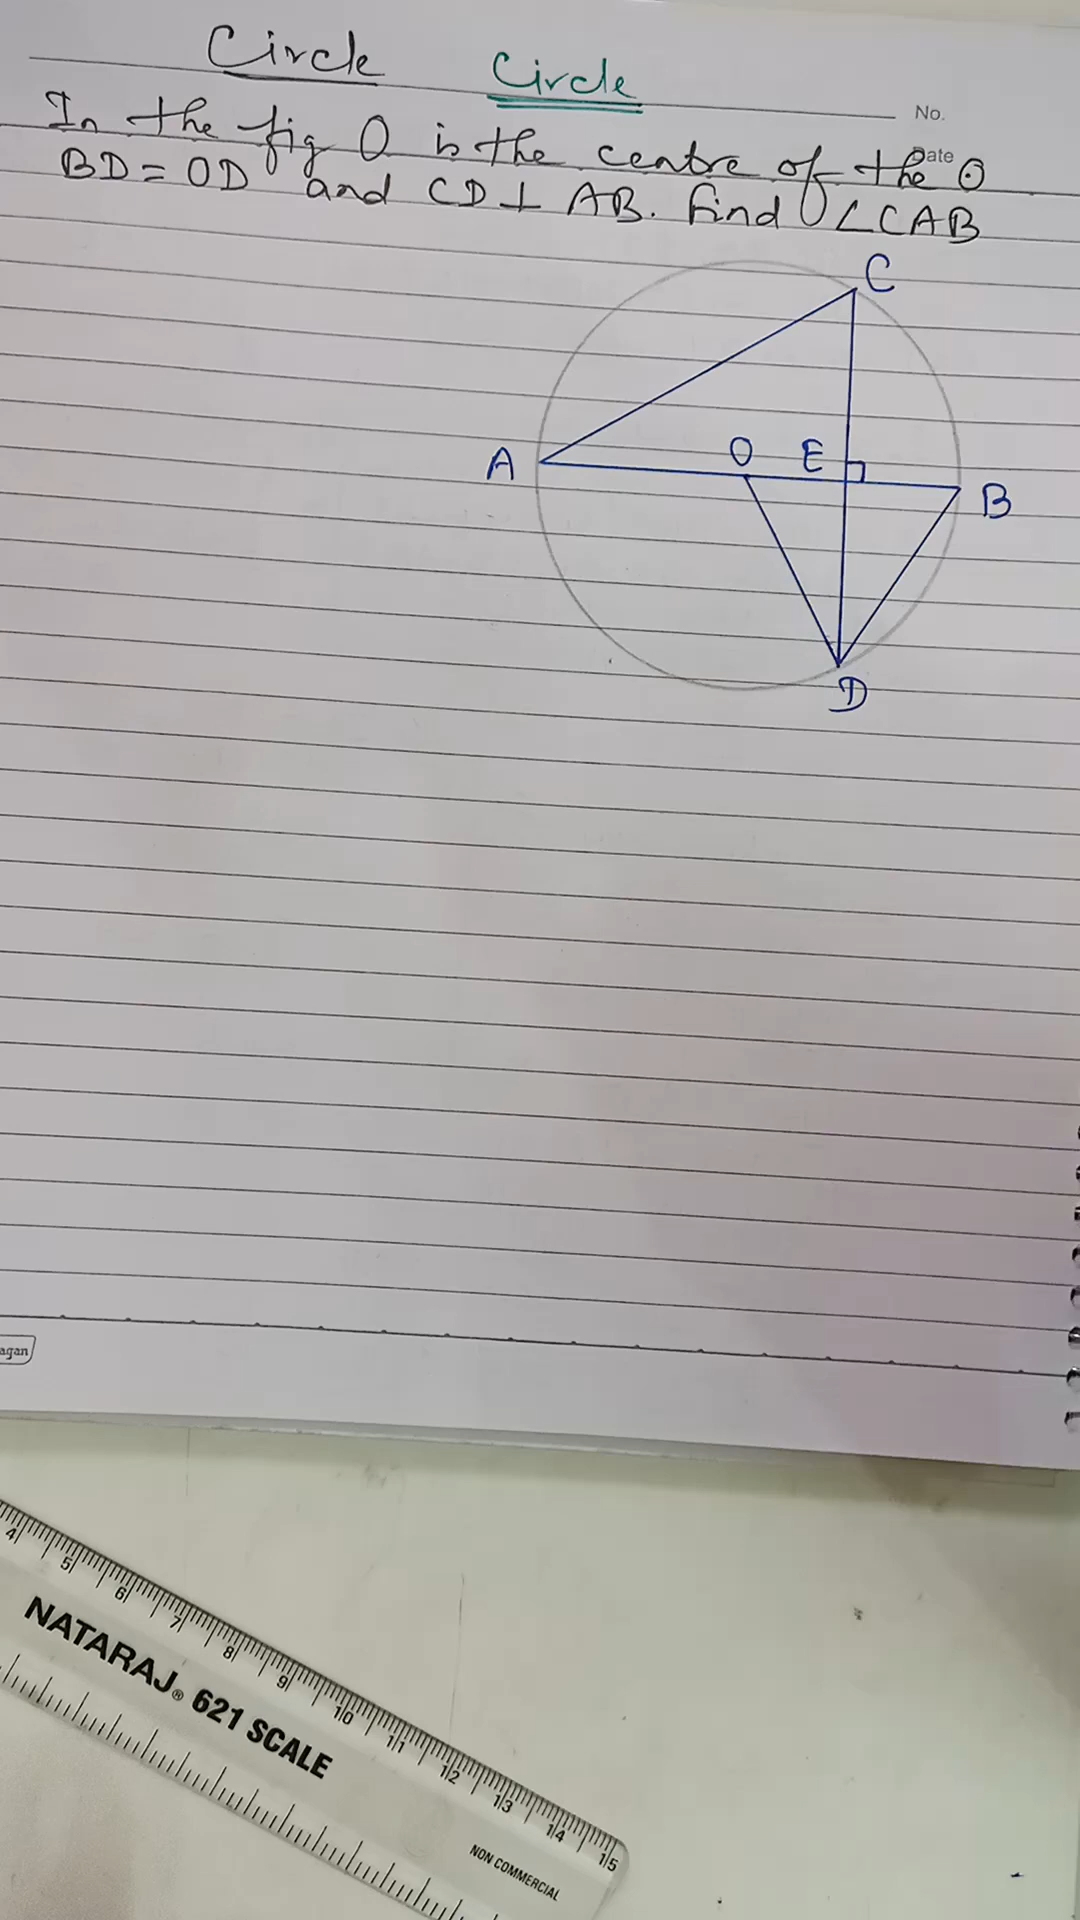 Circle Circle
No.
Date
In the fig O is the centre of the ⊙
BD = OD and CD ⊥ AB. Find ∠CAB
C
A O E B
D
agan
4 5 6 7 8 9 10 11 12 13 14 15
NATARAJ® 621 SCALE
NON COMMERCIAL